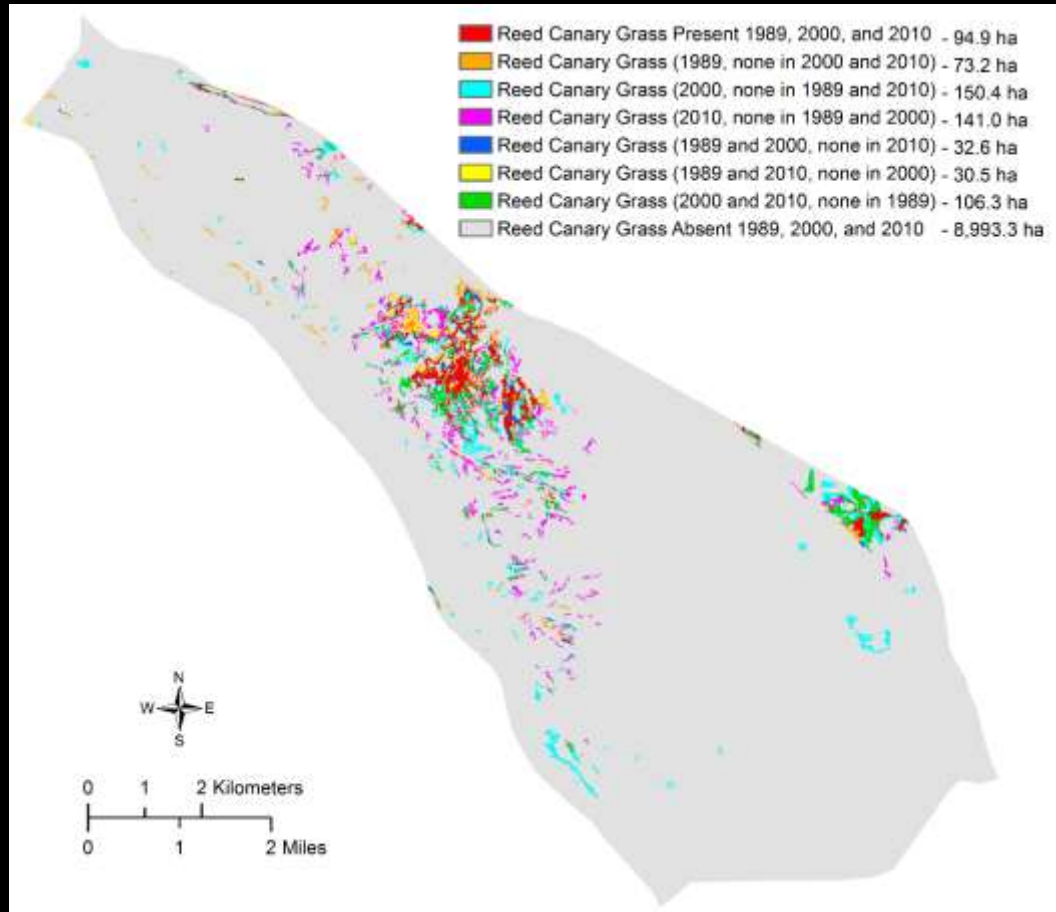 Reed Canary Grass Present 1989, 2000, and 2010 - 94.9 ha
Reed Canary Grass (1989, none in 2000 and 2010) - 73.2 ha
Reed Canary Grass (2000, none in 1989 and 2010) - 150.4 ha
Reed Canary Grass (2010, none in 1989 and 2000) - 141.0 ha
Reed Canary Grass (1989 and 2000, none in 2010) - 32.6 ha
Reed Canary Grass (1989 and 2010, none in 2000) - 30.5 ha
Reed Canary Grass (2000 and 2010, none in 1989) - 106.3 ha
Reed Canary Grass Absent 1989, 2000, and 2010 - 8,993.3 ha
N
W E
S
0 1 2 Kilometers
0 1 2 Miles